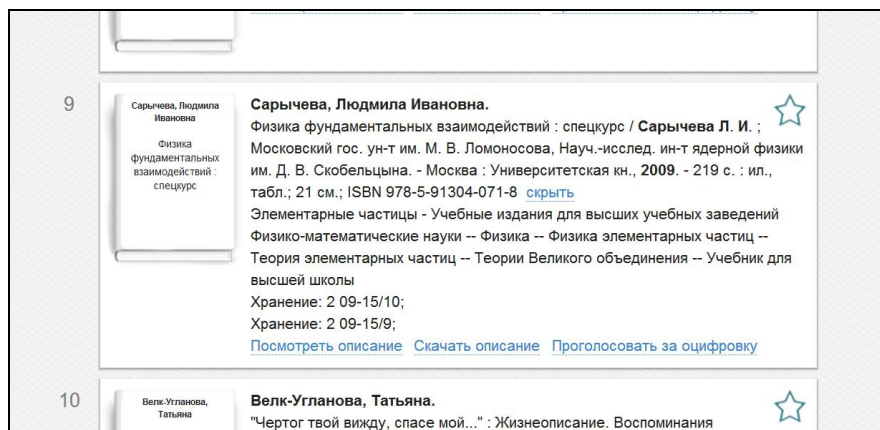 9
Сарычева, Людмила
Ивановна
Физика
фундаментальных
взаимодействий :
спецкурс
Сарычева, Людмила Ивановна.
Физика фундаментальных взаимодействий : спецкурс / Сарычева Л. И. ;
Московский гос. ун-т им. М. В. Ломоносова, Науч.-исслед. ин-т ядерной физики
им. Д. В. Скобельцына. - Москва : Университетская кн., 2009. - 219 с. : ил.,
табл.; 21 см.; ISBN 978-5-91304-071-8 скрыть
Элементарные частицы - Учебные издания для высших учебных заведений
Физико-математические науки -- Физика -- Физика элементарных частиц --
Теория элементарных частиц -- Теории Великого объединения -- Учебник для
высшей школы
Хранение: 2 09-15/10;
Хранение: 2 09-15/9;
Посмотреть описание Скачать описание Проголосовать за оцифровку
10
Велк-Угланова,
Татьяна
Велк-Угланова, Татьяна.
"Чертог твой вижду, спасе мой..." : Жизнеописание. Воспоминания